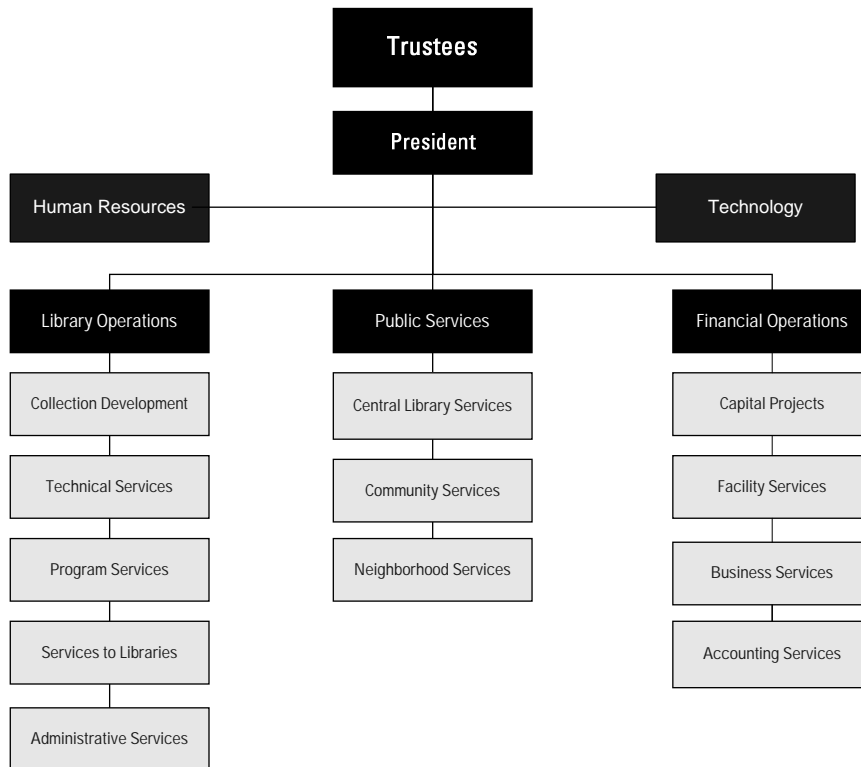 Trustees
President
Human Resources
Technology
Library Operations
Public Services
Financial Operations
Collection Development
Central Library Services
Capital Projects
Technical Services
Community Services
Facility Services
Program Services
Neighborhood Services
Business Services
Services to Libraries
Accounting Services
Administrative Services